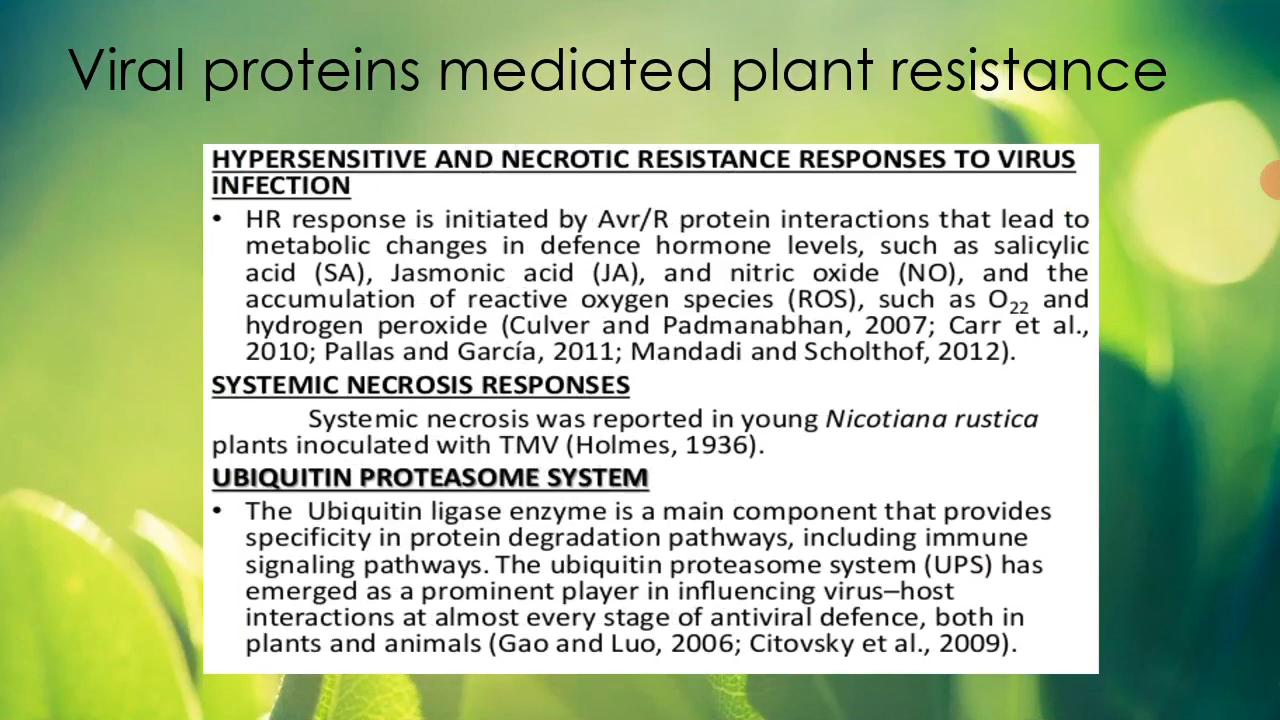 Viral proteins mediated plant resistance
HYPERSENSITIVE AND NECROTIC RESISTANCE RESPONSES TO VIRUS
INFECTION
• HR response is initiated by Avr/R protein interactions that lead to
metabolic changes in defence hormone levels, such as salicylic
acid (SA), Jasmonic acid (JA), and nitric oxide (NO), and the
accumulation of reactive oxygen species (ROS), such as O₂₂ and
hydrogen peroxide (Culver and Padmanabhan, 2007; Carr et al.,
2010; Pallas and García, 2011; Mandadi and Scholthof, 2012).
SYSTEMIC NECROSIS RESPONSES
Systemic necrosis was reported in young Nicotiana rustica
plants inoculated with TMV (Holmes, 1936).
UBIQUITIN PROTEASOME SYSTEM
• The Ubiquitin ligase enzyme is a main component that provides
specificity in protein degradation pathways, including immune
signaling pathways. The ubiquitin proteasome system (UPS) has
emerged as a prominent player in influencing virus–host
interactions at almost every stage of antiviral defence, both in
plants and animals (Gao and Luo, 2006; Citovsky et al., 2009).